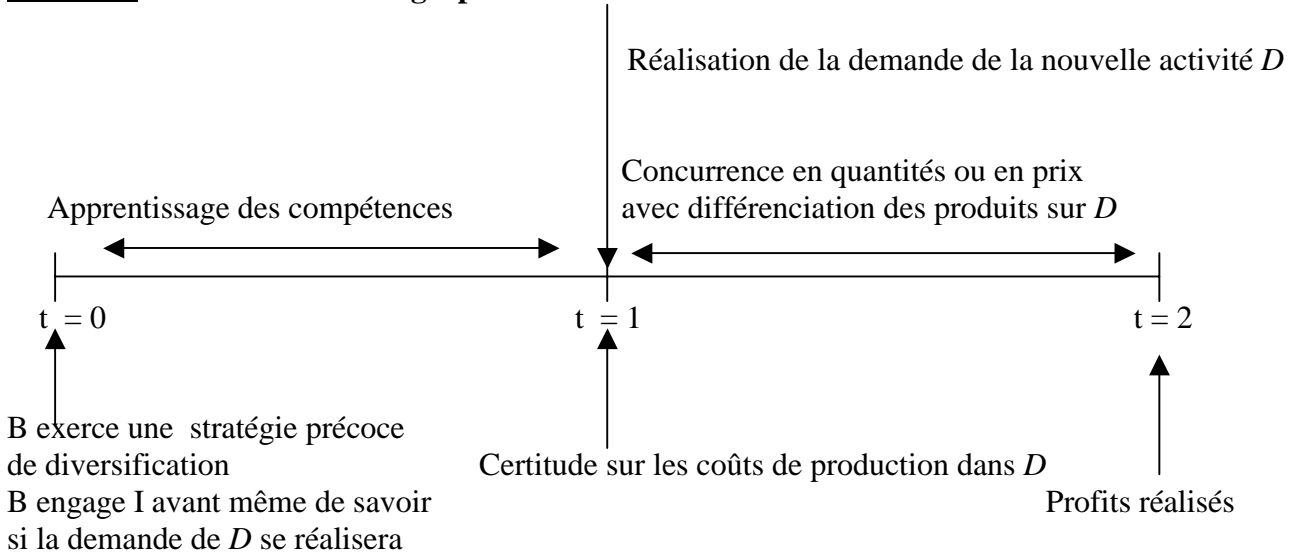 Réalisation de la demande de la nouvelle activité D
Concurrence en quantités ou en prix
avec différenciation des produits sur D
Apprentissage des compétences
t = 0
t = 1
t = 2
B exerce une stratégie précoce
de diversification
B engage I avant même de savoir
si la demande de D se réalisera
Certitude sur les coûts de production dans D
Profits réalisés